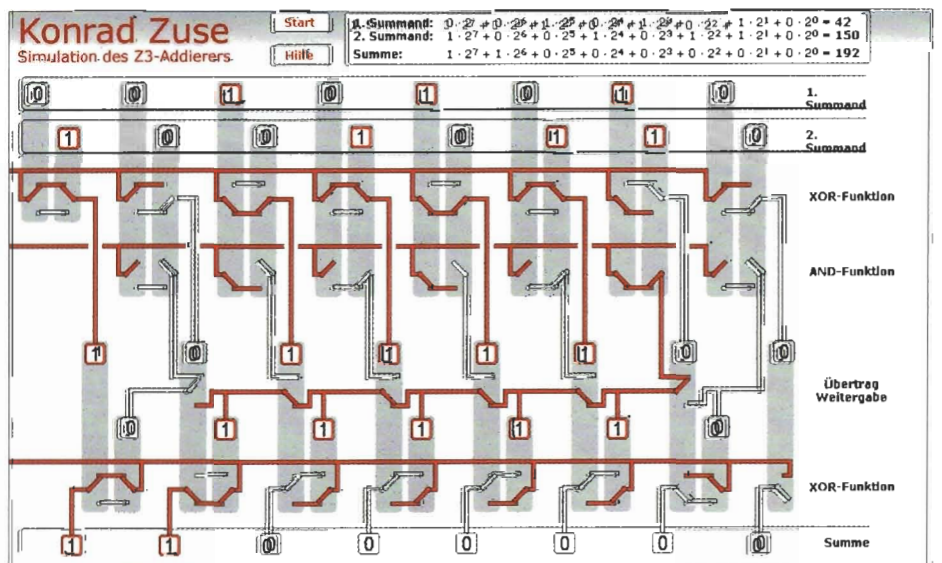 Konrad Zuse
Simulation des Z3-Addierers
Start
Hilfe
1. Summand: 0·2⁷ + 0·2⁶ + 1·2⁵ + 0·2⁴ + 1·2³ + 0·2² + 1·2¹ + 0·2⁰ = 42
2. Summand: 1·2⁷ + 0·2⁶ + 0·2⁵ + 1·2⁴ + 0·2³ + 1·2² + 1·2¹ + 0·2⁰ = 150
Summe: 1·2⁷ + 1·2⁶ + 0·2⁵ + 0·2⁴ + 0·2³ + 0·2² + 0·2¹ + 0·2⁰ = 192
0 0 1 0 1 0 1 0
1.
Summand
1 0 0 1 0 1 1 0
2.
Summand
XOR-Funktion
AND-Funktion
1 0 1 1 1 1 0 0
Übertrag
Weitergabe
0 1 1 1 1 1 0
XOR-Funktion
1 1 0 0 0 0 0 0
Summe